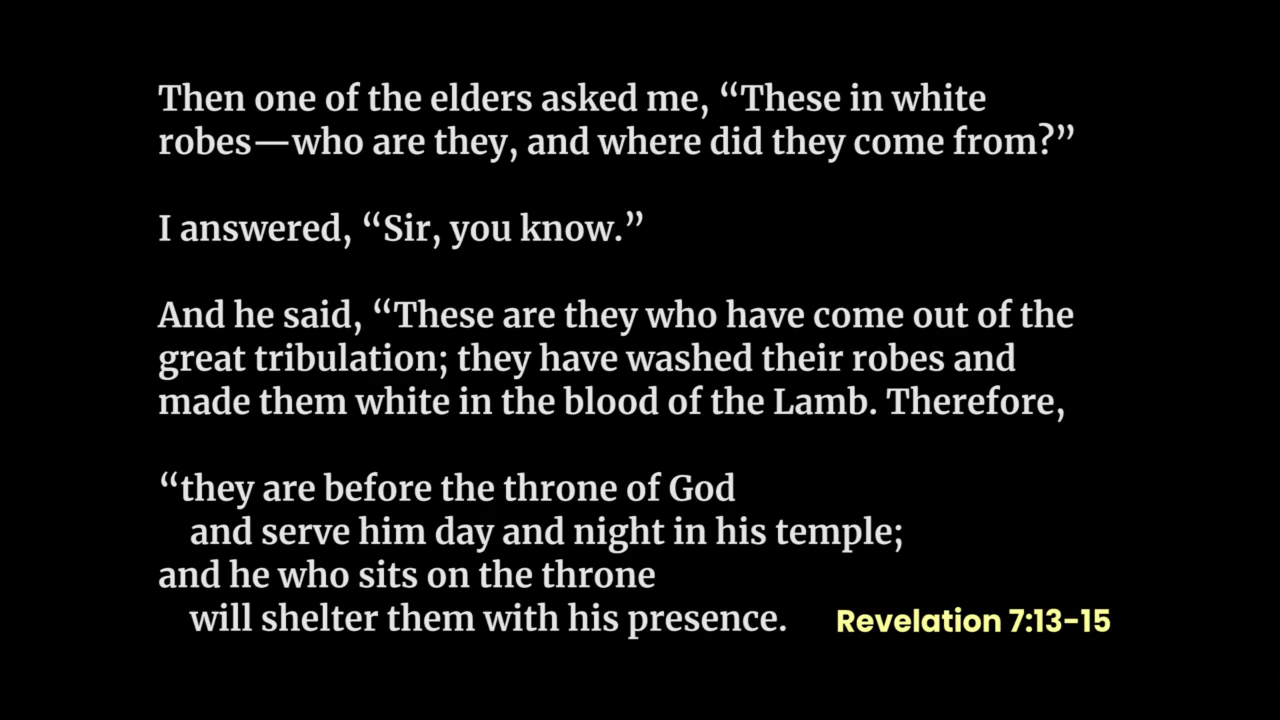 Then one of the elders asked me, “These in white
robes—who are they, and where did they come from?”
I answered, “Sir, you know.”
And he said, “These are they who have come out of the
great tribulation; they have washed their robes and
made them white in the blood of the Lamb. Therefore,
“they are before the throne of God
and serve him day and night in his temple;
and he who sits on the throne
will shelter them with his presence. Revelation 7:13-15